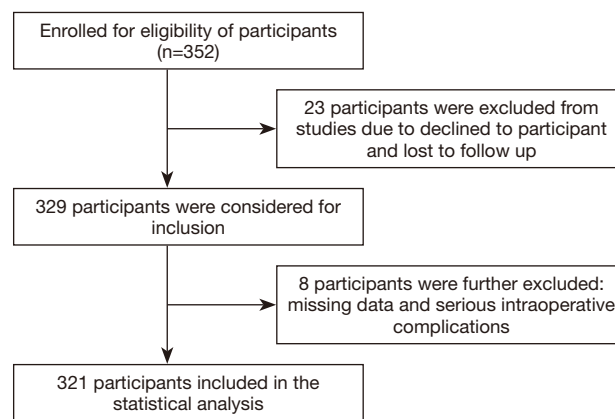 Enrolled for eligibility of participants
(n=352)
23 participants were excluded from
studies due to declined to participant
and lost to follow up
329 participants were considered for
inclusion
8 participants were further excluded:
missing data and serious intraoperative
complications
321 participants included in the
statistical analysis